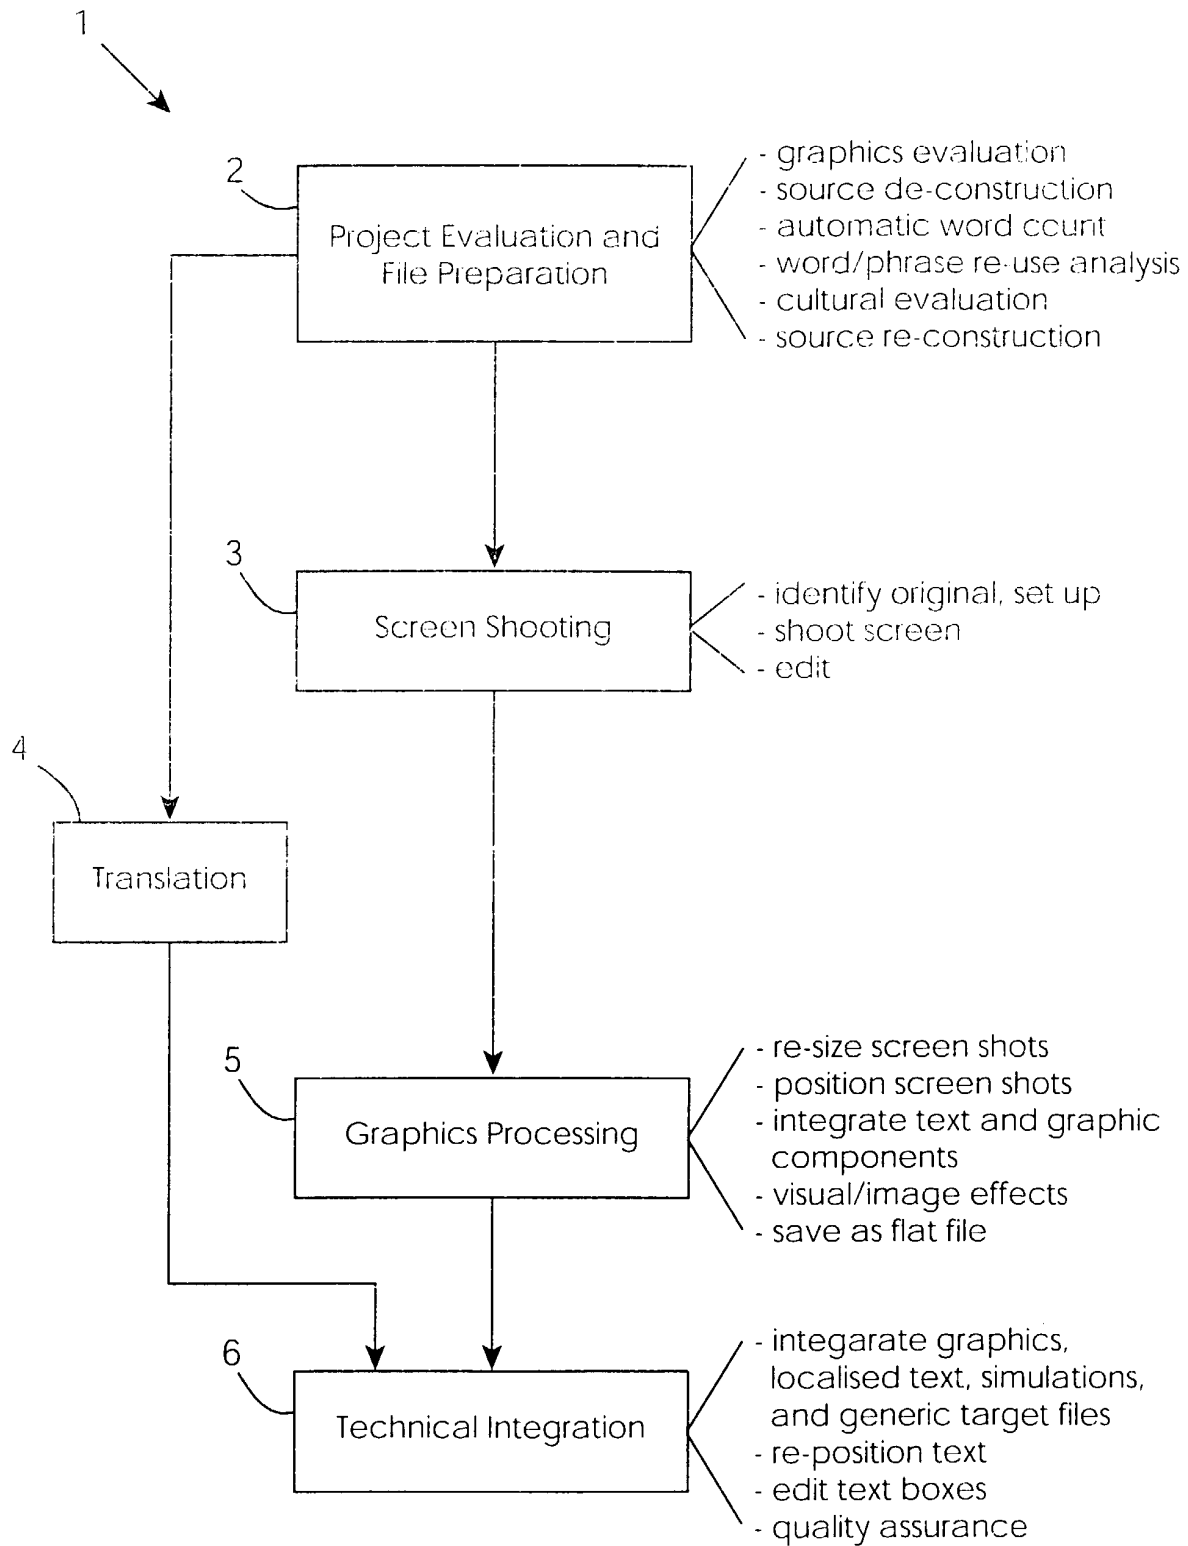 1
2
Project Evaluation and
File Preparation
- graphics evaluation
- source de-construction
- automatic word count
- word/phrase re-use analysis
- cultural evaluation
- source re-construction
3
Screen Shooting
- identify original, set up
- shoot screen
- edit
4
Translation
5
Graphics Processing
- re-size screen shots
- position screen shots
- integrate text and graphic
components
- visual/image effects
- save as flat file
6
Technical Integration
- integarate graphics,
localised text, simulations,
and generic target files
- re-position text
- edit text boxes
- quality assurance